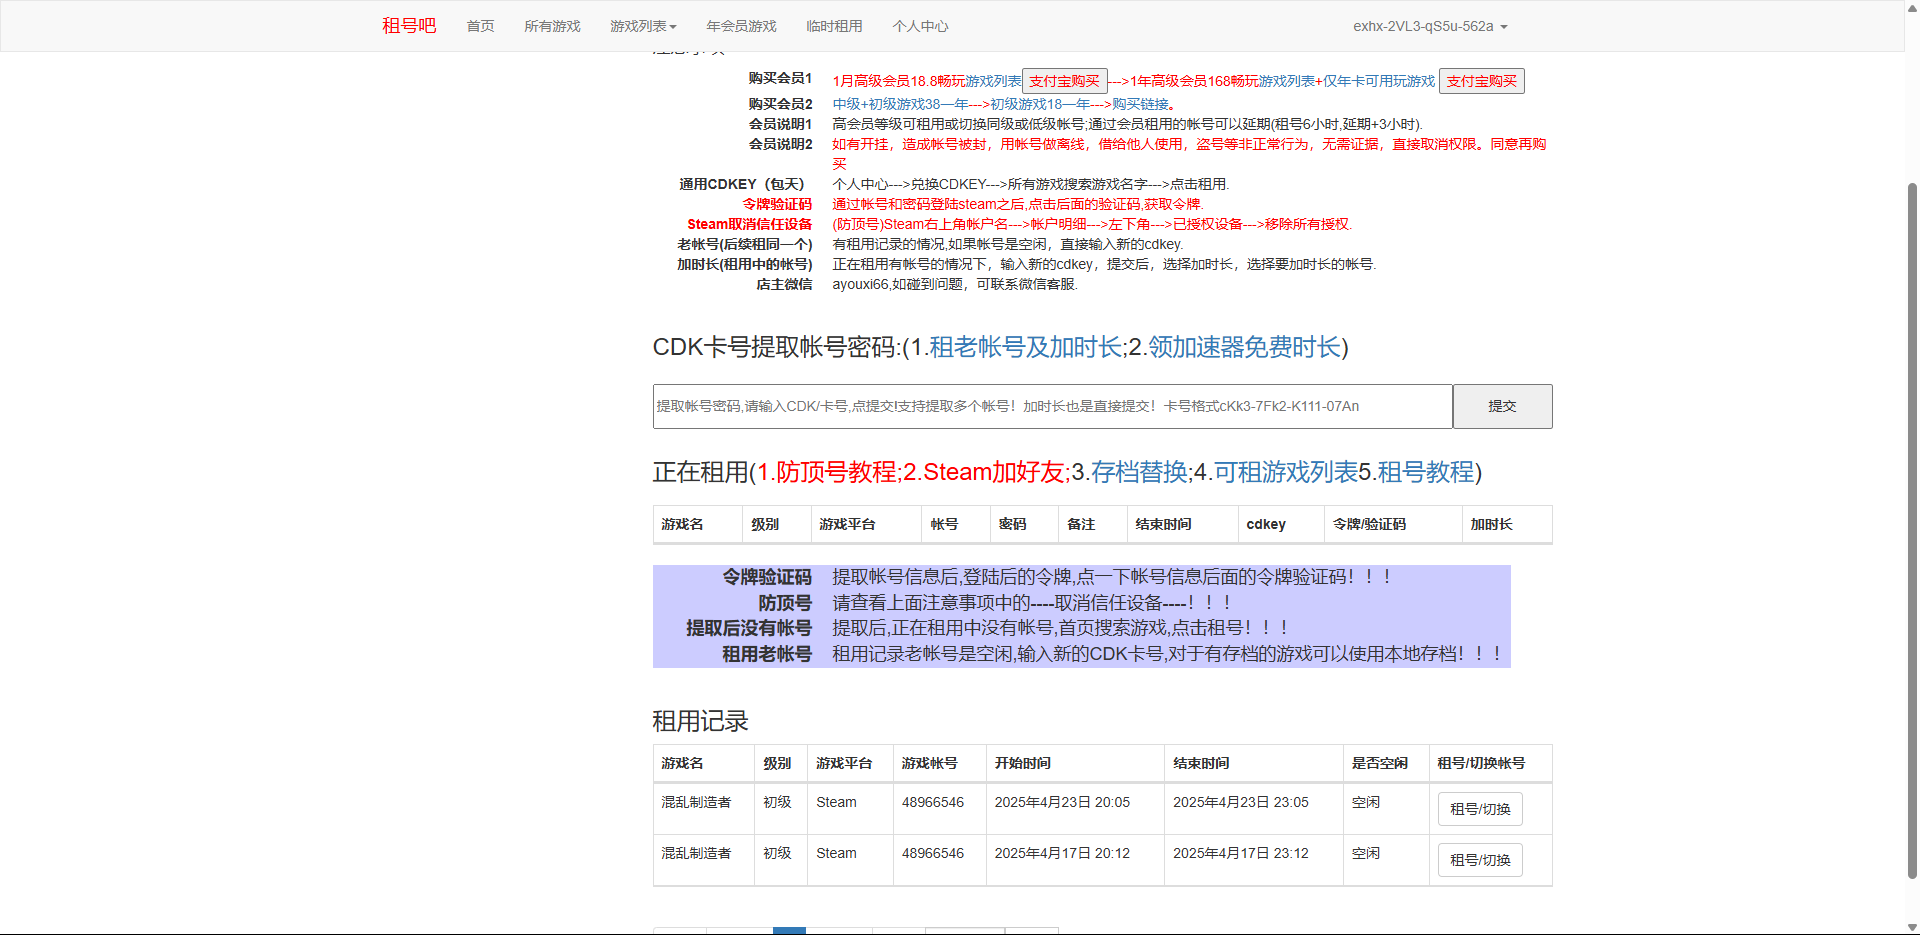 租号吧 首页 所有游戏 游戏列表 年会员游戏 临时租用 个人中心 exhx-2VL3-qS5u-562a
购买会员1 1月高级会员18.8畅玩游戏列表 支付宝购买 --->1年高级会员168畅玩游戏列表+仅年卡可用玩游戏 支付宝购买
购买会员2 中级+初级游戏38一年--->初级游戏18一年--->购买链接。
会员说明1 高会员等级可租用或切换同级或低级帐号;通过会员租用的帐号可以延期(租号6小时,延期+3小时).
会员说明2 如有开挂，造成帐号被封，用帐号做离线，借给他人使用，盗号等非正常行为，无需证据，直接取消权限。同意再购
买
通用CDKEY（包天） 个人中心--->兑换CDKEY--->所有游戏搜索游戏名字--->点击租用.
令牌验证码 通过帐号和密码登陆steam之后,点击后面的验证码,获取令牌.
Steam取消信任设备 (防顶号)Steam右上角帐户名--->帐户明细--->左下角--->已授权设备--->移除所有授权.
老帐号(后续租同一个) 有租用记录的情况,如果帐号是空闲，直接输入新的cdkey.
加时长(租用中的帐号) 正在租用有帐号的情况下，输入新的cdkey，提交后，选择加时长，选择要加时长的帐号.
店主微信 ayouxi66,如碰到问题，可联系微信客服.
CDK卡号提取帐号密码:(1.租老帐号及加时长;2.领加速器免费时长)
提取帐号密码,请输入CDK/卡号,点提交!支持提取多个帐号！加时长也是直接提交！卡号格式cKk3-7Fk2-K111-07An 提交
正在租用(1.防顶号教程;2.Steam加好友;3.存档替换;4.可租游戏列表5.租号教程)
游戏名 级别 游戏平台 帐号 密码 备注 结束时间 cdkey 令牌/验证码 加时长
令牌验证码 提取帐号信息后,登陆后的令牌,点一下帐号信息后面的令牌验证码！！！
防顶号 请查看上面注意事项中的----取消信任设备----！！！
提取后没有帐号 提取后,正在租用中没有帐号,首页搜索游戏,点击租号！！！
租用老帐号 租用记录老帐号是空闲,输入新的CDK卡号,对于有存档的游戏可以使用本地存档！！！
租用记录
游戏名 级别 游戏平台 游戏帐号 开始时间 结束时间 是否空闲 租号/切换帐号
混乱制造者 初级 Steam 48966546 2025年4月23日 20:05 2025年4月23日 23:05 空闲 租号/切换
混乱制造者 初级 Steam 48966546 2025年4月17日 20:12 2025年4月17日 23:12 空闲 租号/切换